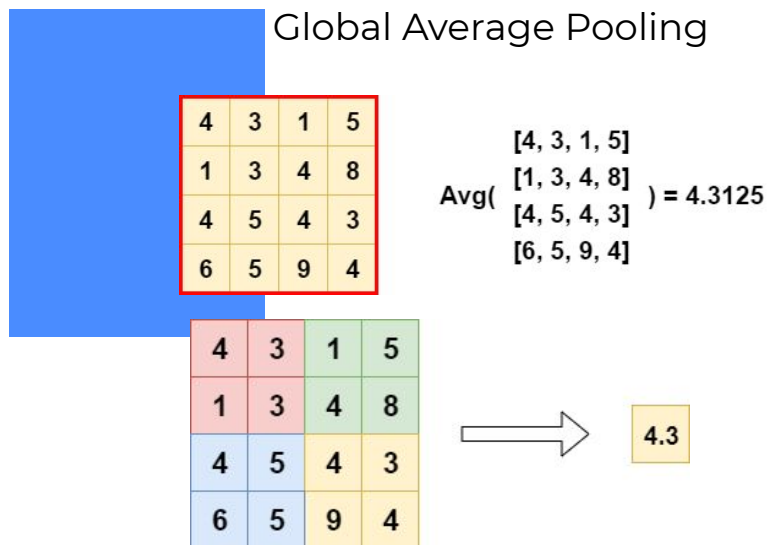 Global Average Pooling
4 3 1 5
1 3 4 8
4 5 4 3
6 5 9 4
Avg(
[4, 3, 1, 5]
[1, 3, 4, 8]
[4, 5, 4, 3]
[6, 5, 9, 4]
) = 4.3125
4 3 1 5
1 3 4 8
4 5 4 3
6 5 9 4
4.3